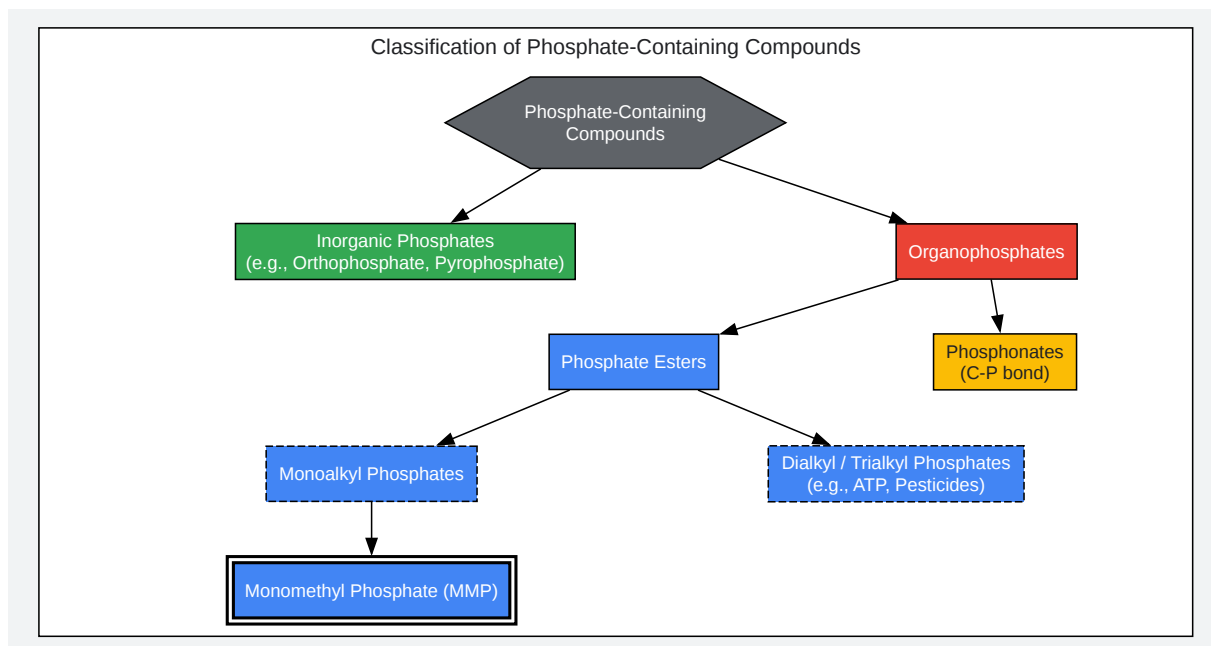 Classification of Phosphate-Containing Compounds
Phosphate-Containing
Compounds
Inorganic Phosphates
(e.g., Orthophosphate, Pyrophosphate)
Organophosphates
Phosphate Esters
Phosphonates
(C-P bond)
Monoalkyl Phosphates
Dialkyl / Trialkyl Phosphates
(e.g., ATP, Pesticides)
Monomethyl Phosphate (MMP)